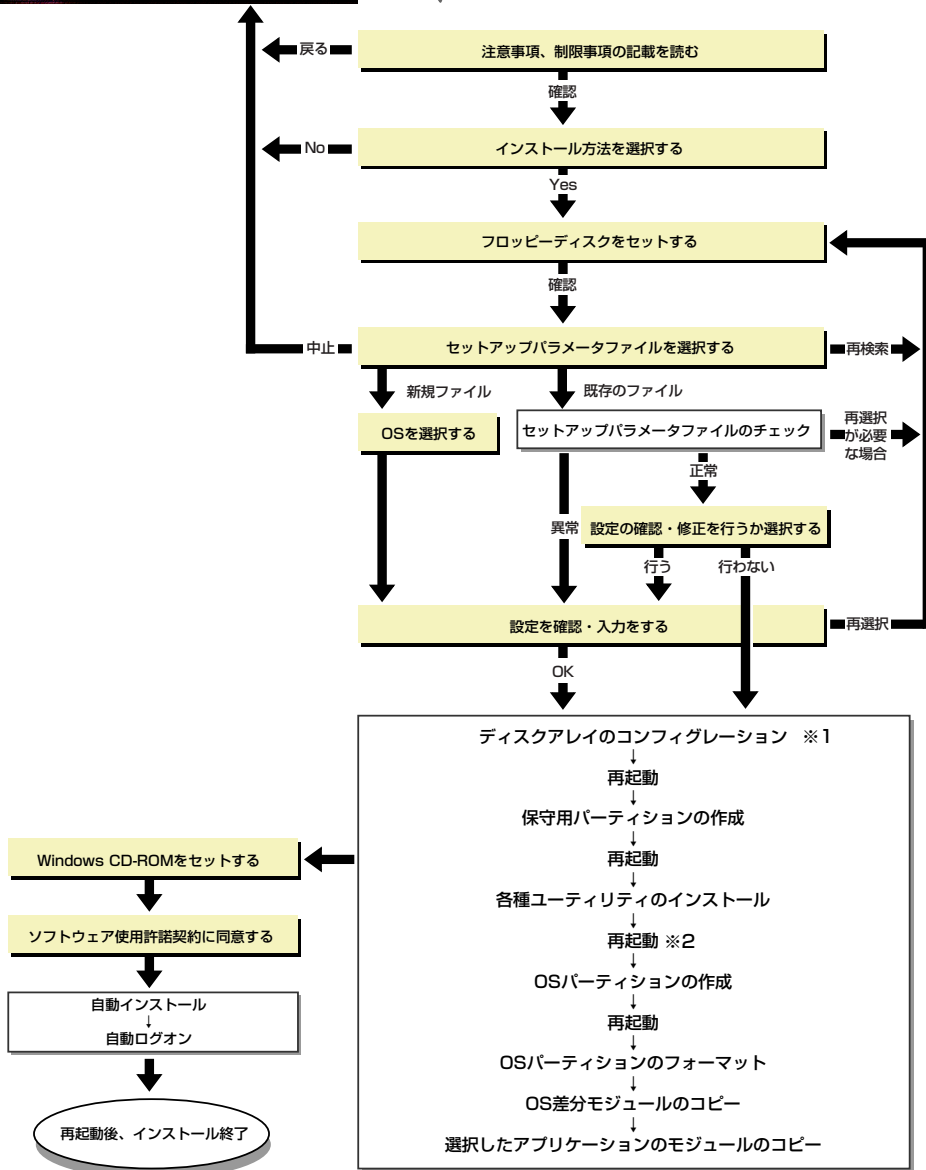 戻る
注意事項、制限事項の記載を読む
確認
No
インストール方法を選択する
Yes
フロッピーディスクをセットする
確認
中止
セットアップパラメータファイルを選択する
再検索
新規ファイル
既存のファイル
OSを選択する
セットアップパラメータファイルのチェック
再選択
が必要
な場合
正常
異常
設定の確認・修正を行うか選択する
行う
行わない
設定を確認・入力をする
再選択
OK
ディスクアレイのコンフィグレーション ※1
↓
再起動
↓
保守用パーティションの作成
↓
再起動
↓
各種ユーティリティのインストール
↓
再起動 ※2
↓
OSパーティションの作成
↓
再起動
↓
OSパーティションのフォーマット
↓
OS差分モジュールのコピー
↓
選択したアプリケーションのモジュールのコピー
Windows CD-ROMをセットする
ソフトウェア使用許諾契約に同意する
自動インストール
↓
自動ログオン
再起動後、インストール終了